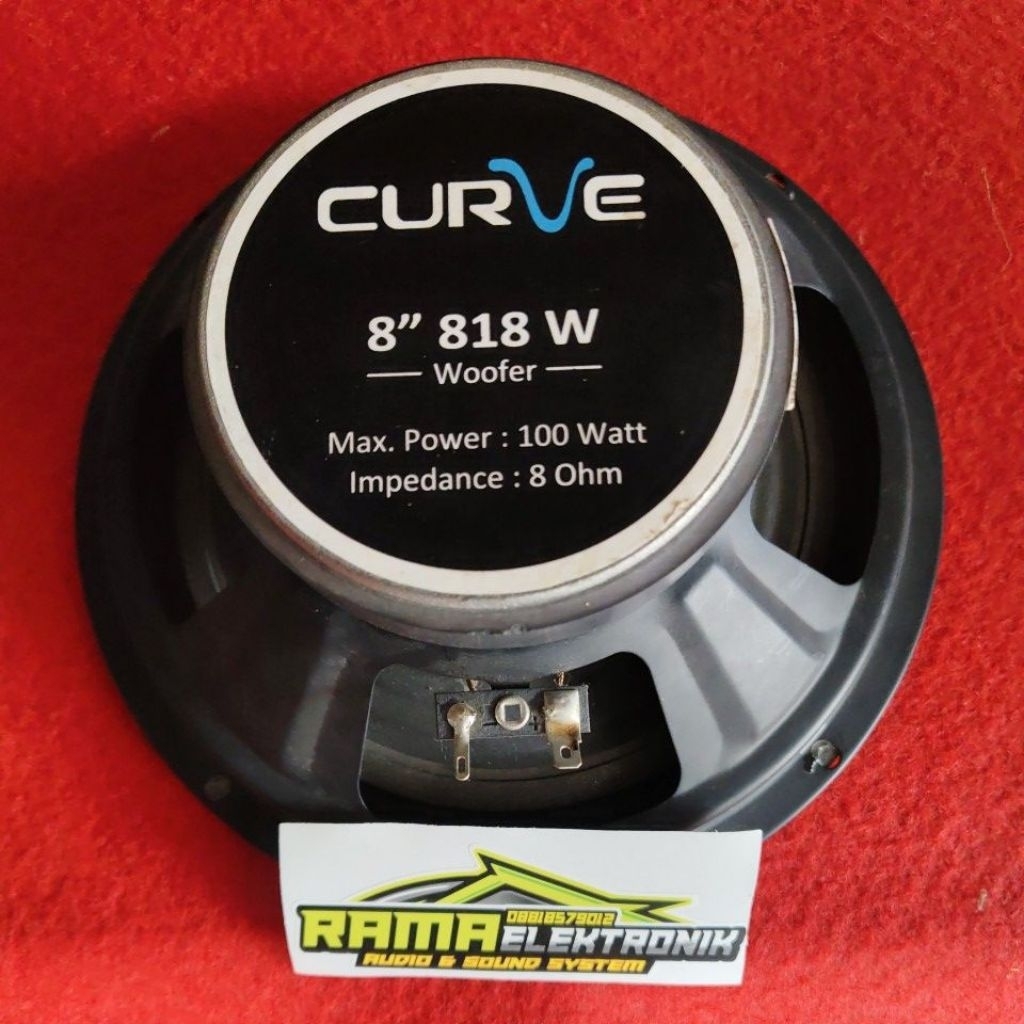 CURVE
8” 818 W
Woofer
Max. Power : 100 Watt
Impedance : 8 Ohm
08818579012
RAMA ELEKTRONIK
AUDIO & SOUND SYSTEM